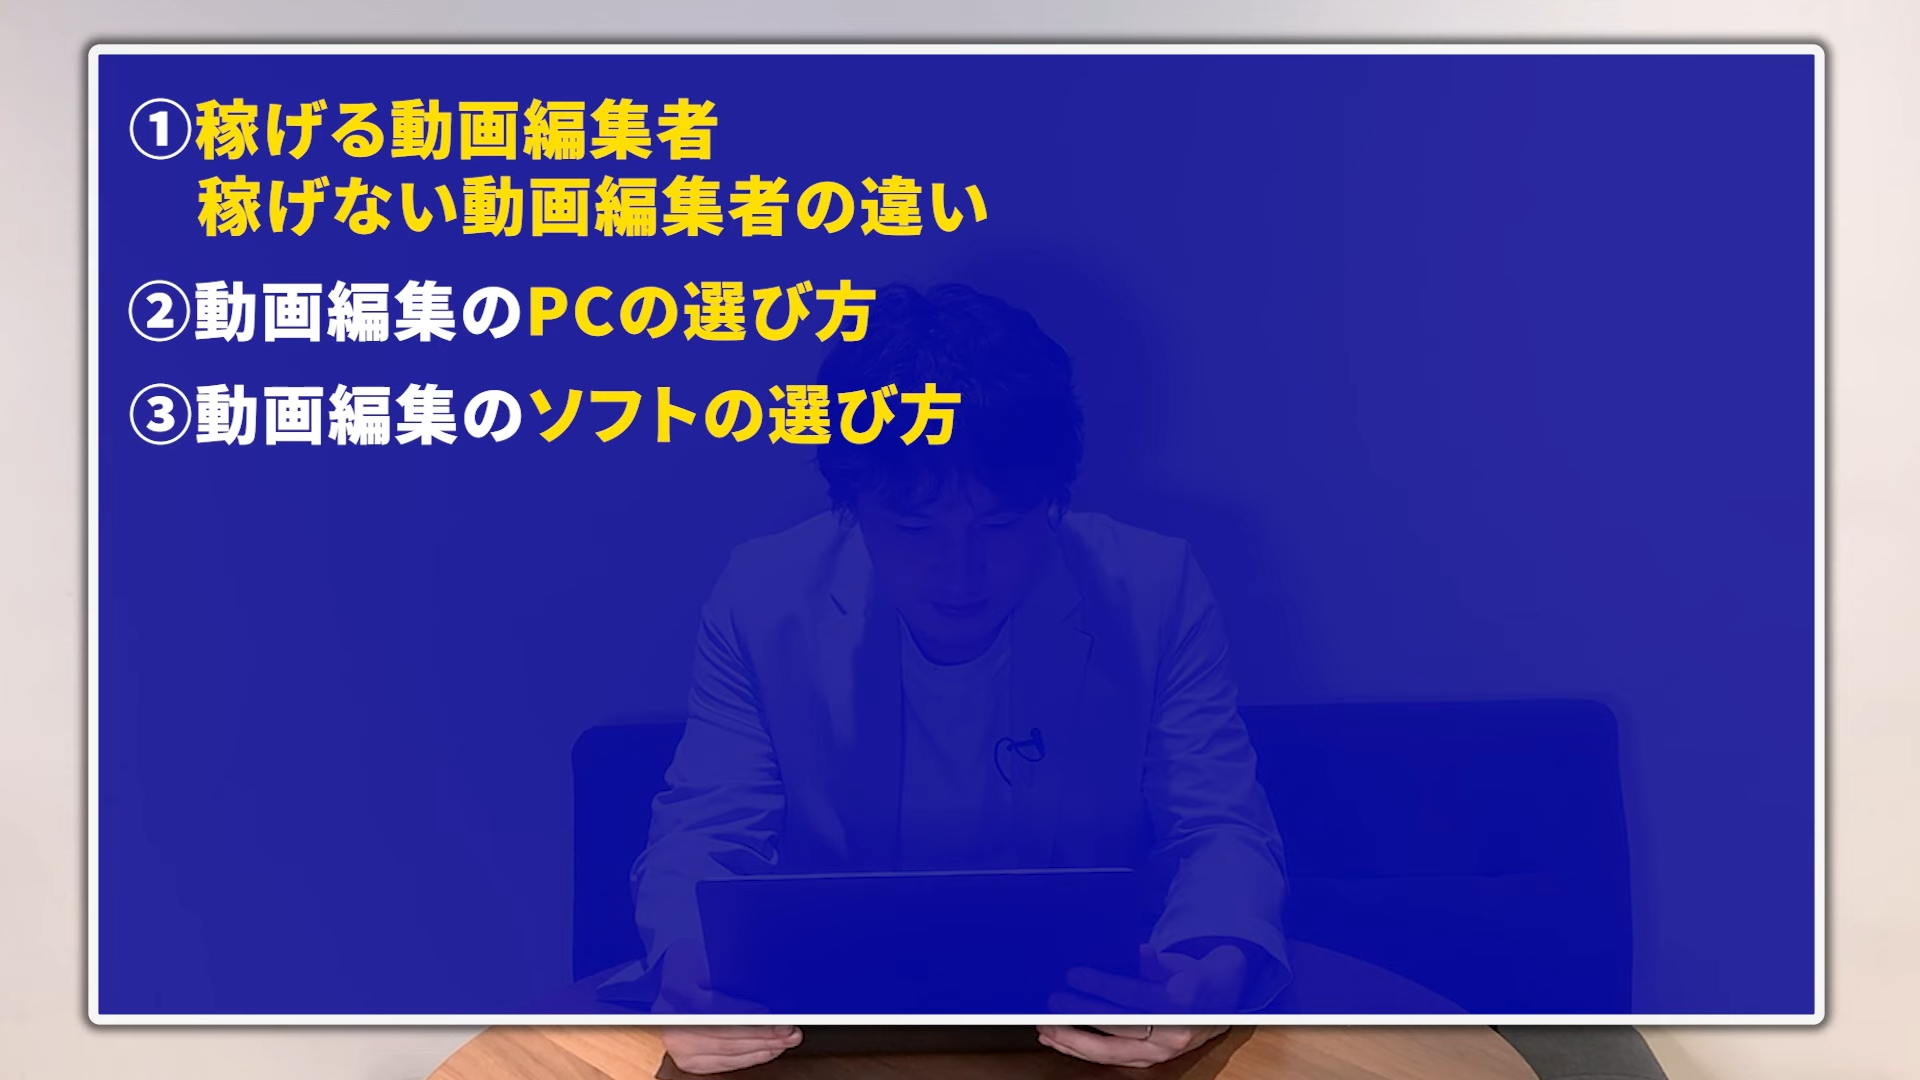 ①稼げる動画編集者
稼げない動画編集者の違い
②動画編集のPCの選び方
③動画編集のソフトの選び方